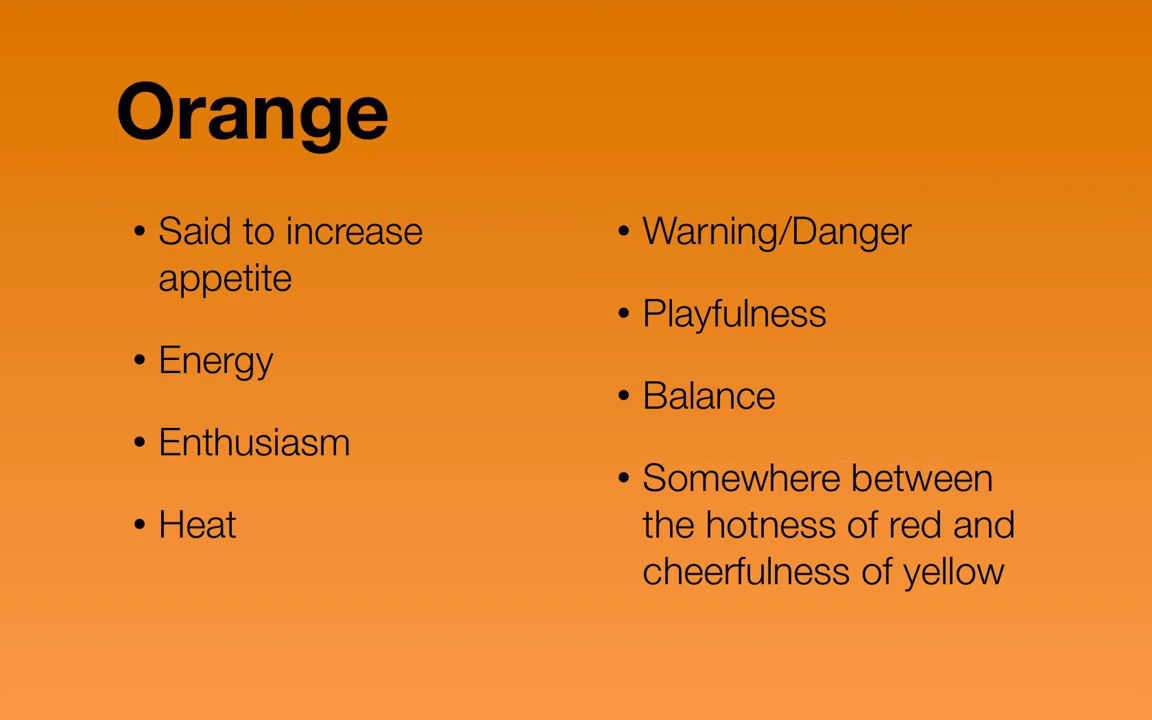 Orange
• Said to increase
appetite
• Energy
• Enthusiasm
• Heat
• Warning/Danger
• Playfulness
• Balance
• Somewhere between
the hotness of red and
cheerfulness of yellow